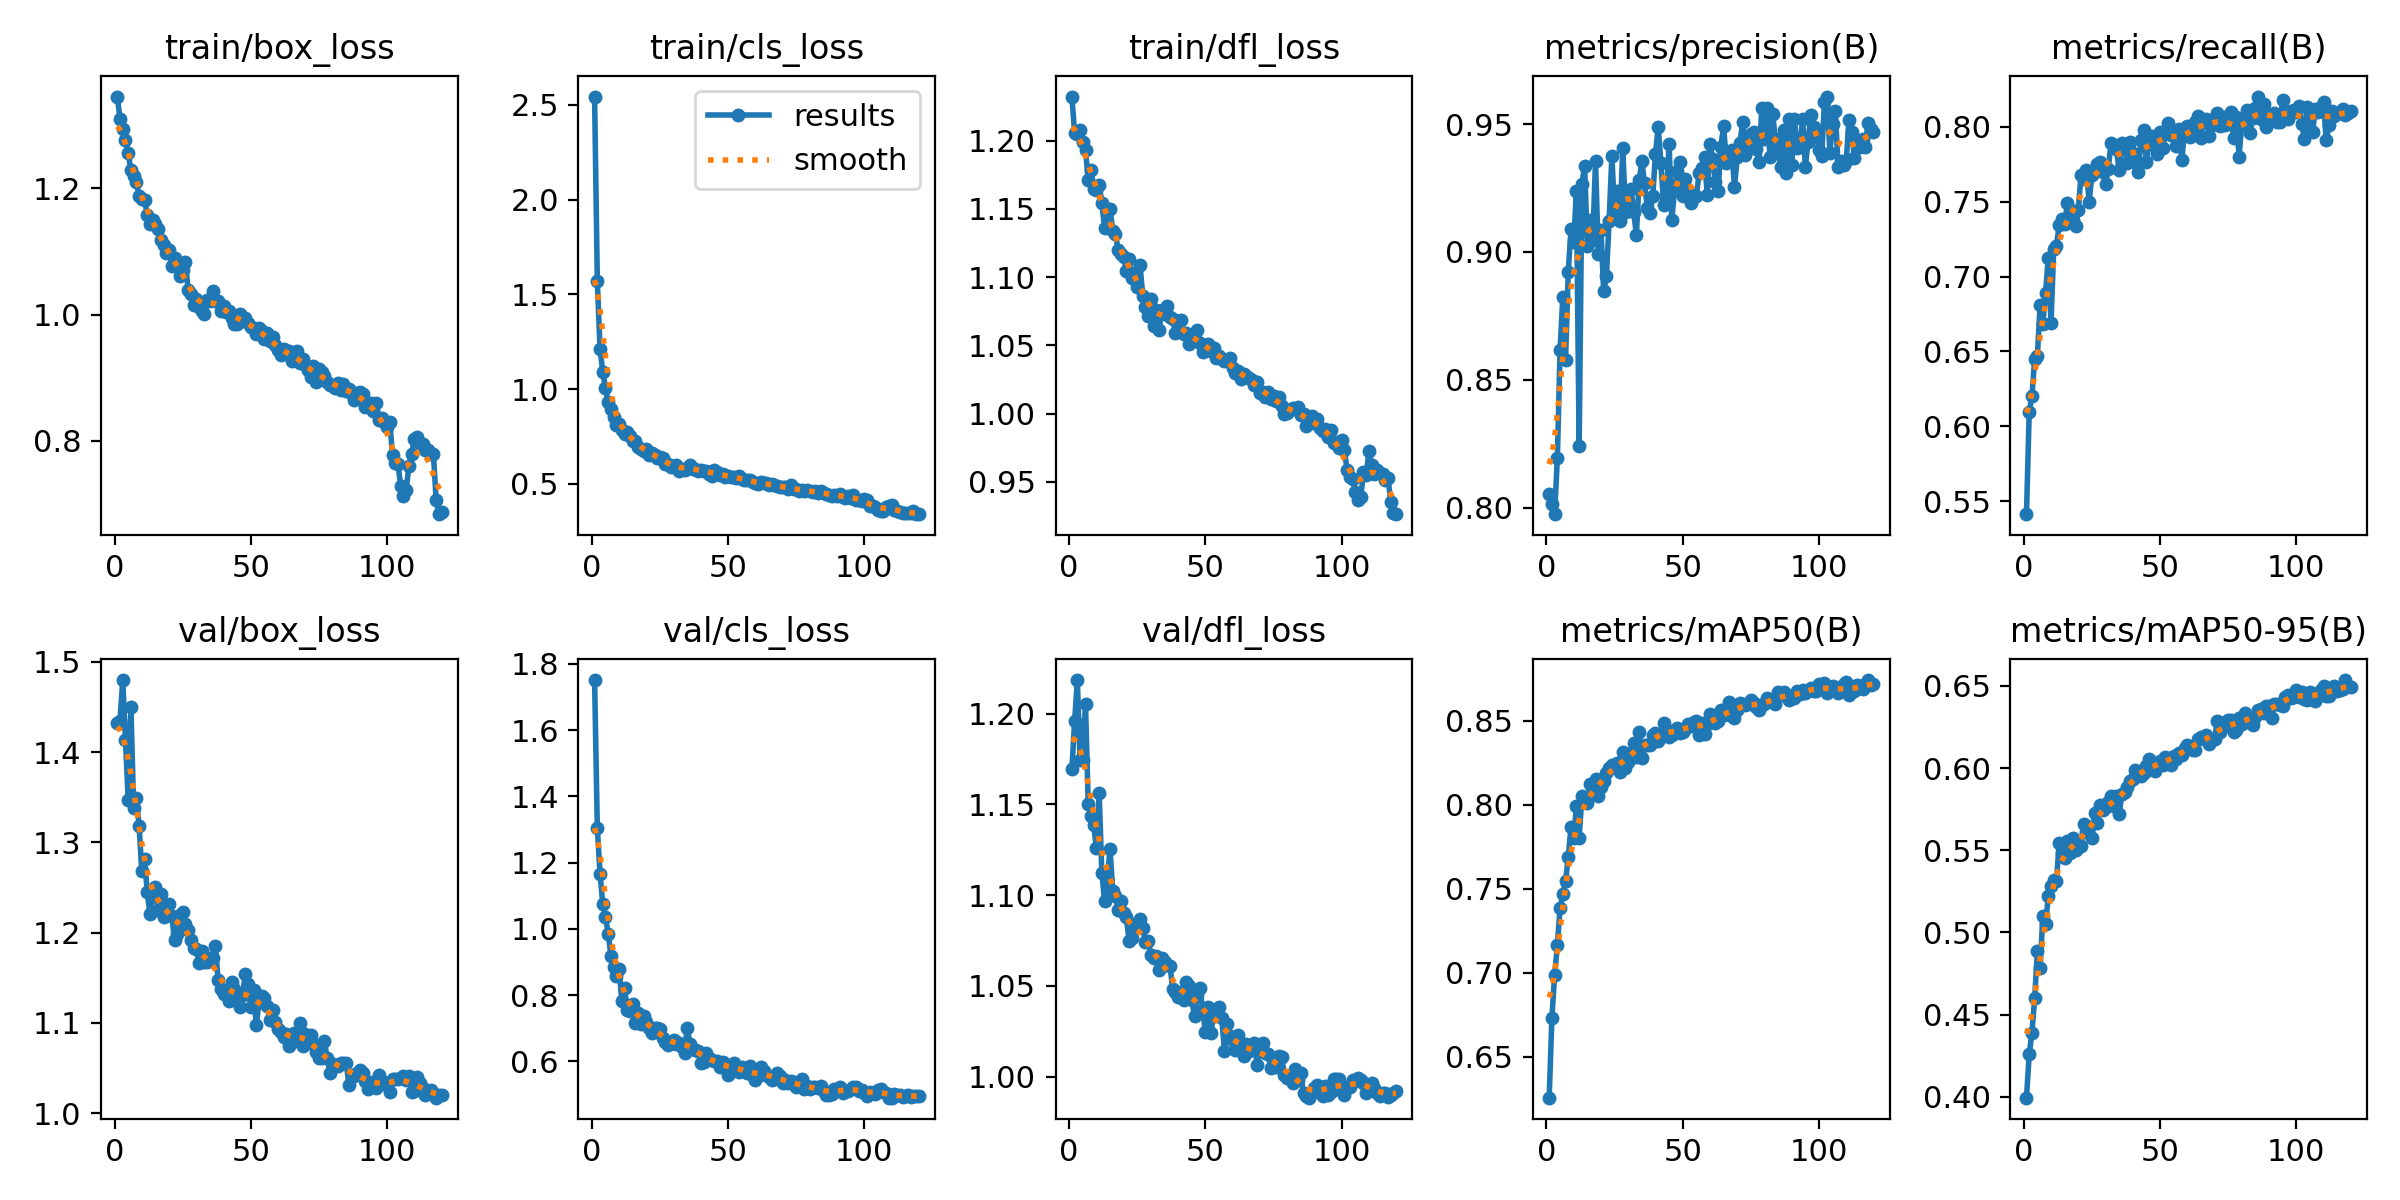 train/box_loss
1.2
1.0
0.8
0 50 100
train/cls_loss
results
smooth
2.5
2.0
1.5
1.0
0.5
0 50 100
train/dfl_loss
1.20
1.15
1.10
1.05
1.00
0.95
0 50 100
metrics/precision(B)
0.95
0.90
0.85
0.80
0 50 100
metrics/recall(B)
0.80
0.75
0.70
0.65
0.60
0.55
0 50 100
val/box_loss
1.5
1.4
1.3
1.2
1.1
1.0
0 50 100
val/cls_loss
1.8
1.6
1.4
1.2
1.0
0.8
0.6
0 50 100
val/dfl_loss
1.20
1.15
1.10
1.05
1.00
0 50 100
metrics/mAP50(B)
0.85
0.80
0.75
0.70
0.65
0 50 100
metrics/mAP50-95(B)
0.65
0.60
0.55
0.50
0.45
0.40
0 50 100